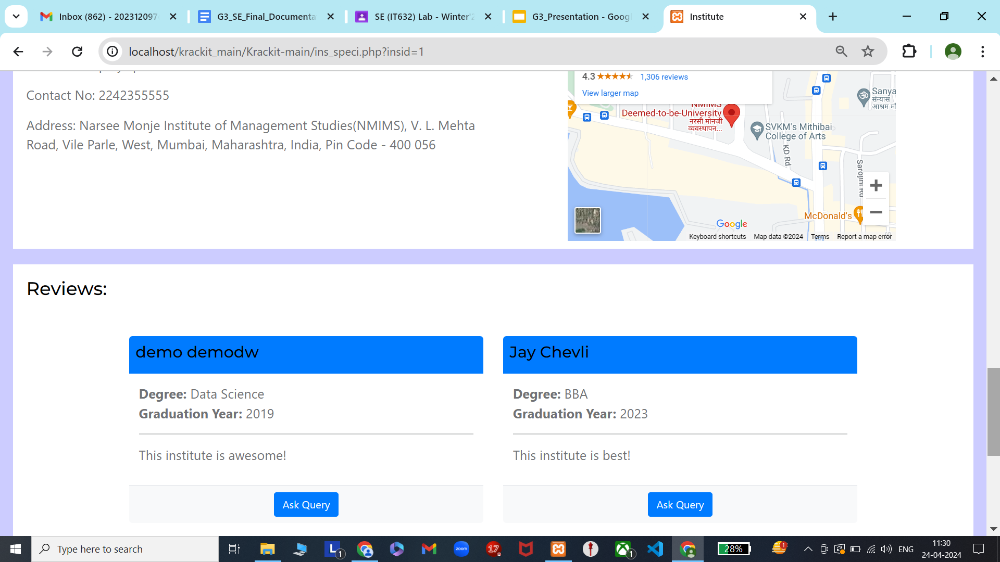 Inbox (862) - 202312097
G3_SE_Final_Documenta
SE (IT632) Lab - Winter'2
G3_Presentation - Googl
Institute
localhost/krackit_main/Krackit-main/ins_speci.php?insid=1
4.3 1,306 reviews
View larger map
Contact No: 2242355555
Address: Narsee Monje Institute of Management Studies(NMIMS), V. L. Mehta
Road, Vile Parle, West, Mumbai, Maharashtra, India, Pin Code - 400 056
NMIMS
Deemed-to-be-University
नरसी मोनजी
व्यवस्थापन...
Sanya
संन्यास
आश्रम मं
SVKM's Mithibai
College of Arts
KD Rd
Sarojini Rd
McDonald's
Google
Keyboard shortcuts Map data ©2024 Terms Report a map error
Reviews:
demo demodw
Degree: Data Science
Graduation Year: 2019
This institute is awesome!
Ask Query
Jay Chevli
Degree: BBA
Graduation Year: 2023
This institute is best!
Ask Query
Type here to search
L 1
zoom
17
1
28%
1
ENG
11:30
24-04-2024